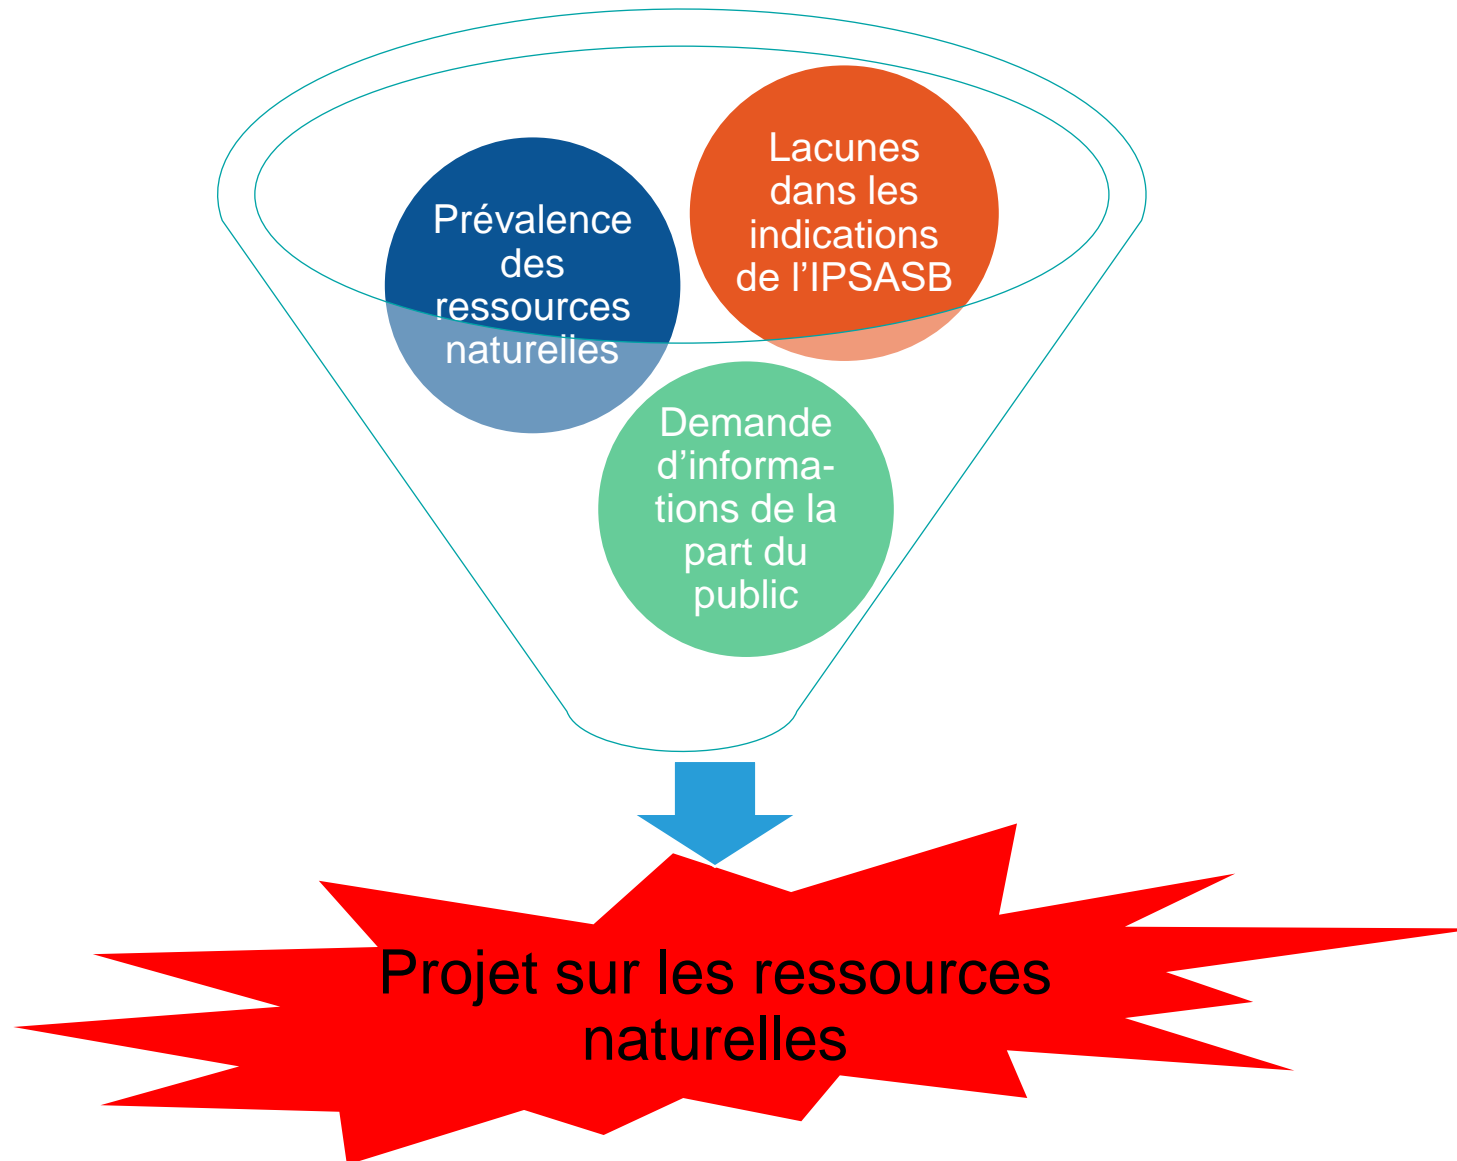 Prévalence
des
ressources
naturelles
Lacunes
dans les
indications
de l’IPSASB
Demande
d’informa-
tions de la
part du
public
Projet sur les ressources
naturelles